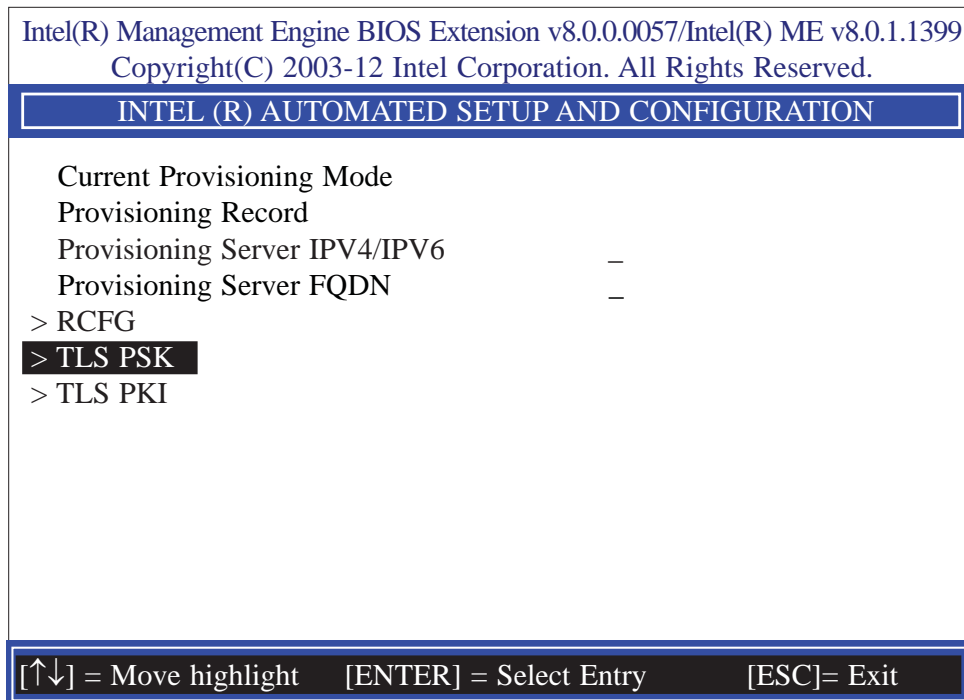 Intel(R) Management Engine BIOS Extension v8.0.0.0057/Intel(R) ME v8.0.1.1399
Copyright(C) 2003-12 Intel Corporation. All Rights Reserved.
INTEL (R) AUTOMATED SETUP AND CONFIGURATION
Current Provisioning Mode
Provisioning Record
Provisioning Server IPV4/IPV6 _
Provisioning Server FQDN _
> RCFG
> TLS PSK
> TLS PKI
[↑↓] = Move highlight [ENTER] = Select Entry [ESC]= Exit